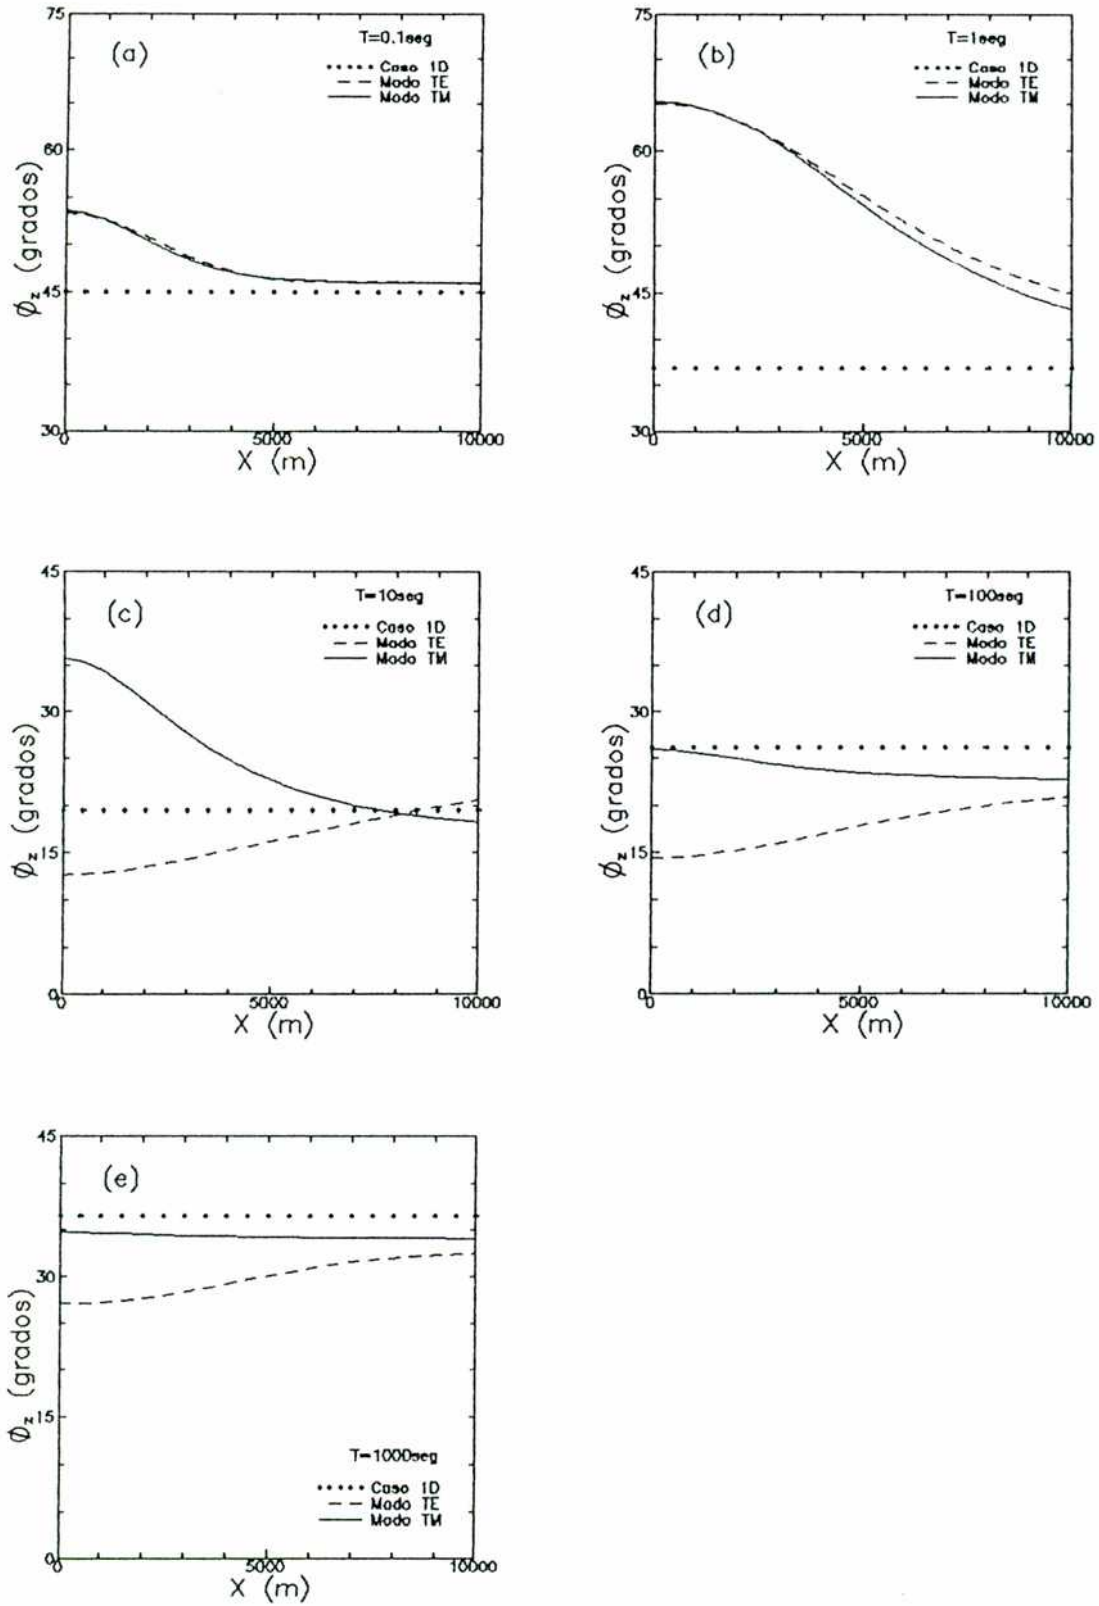 75
60
45
30
(a)
T=0.1seg
Caso 1D
Modo TE
Modo TM
ϕz (grados)
0 5000 10000
X (m)
75
60
45
30
(b)
T=1seg
Caso 1D
Modo TE
Modo TM
ϕz (grados)
0 5000 10000
X (m)
45
30
15
0
(c)
T=10seg
Caso 1D
Modo TE
Modo TM
ϕz (grados)
0 5000 10000
X (m)
45
30
15
0
(d)
T=100seg
Caso 1D
Modo TE
Modo TM
ϕz (grados)
0 5000 10000
X (m)
45
30
15
0
(e)
T=1000seg
Caso 1D
Modo TE
Modo TM
ϕz (grados)
0 5000 10000
X (m)